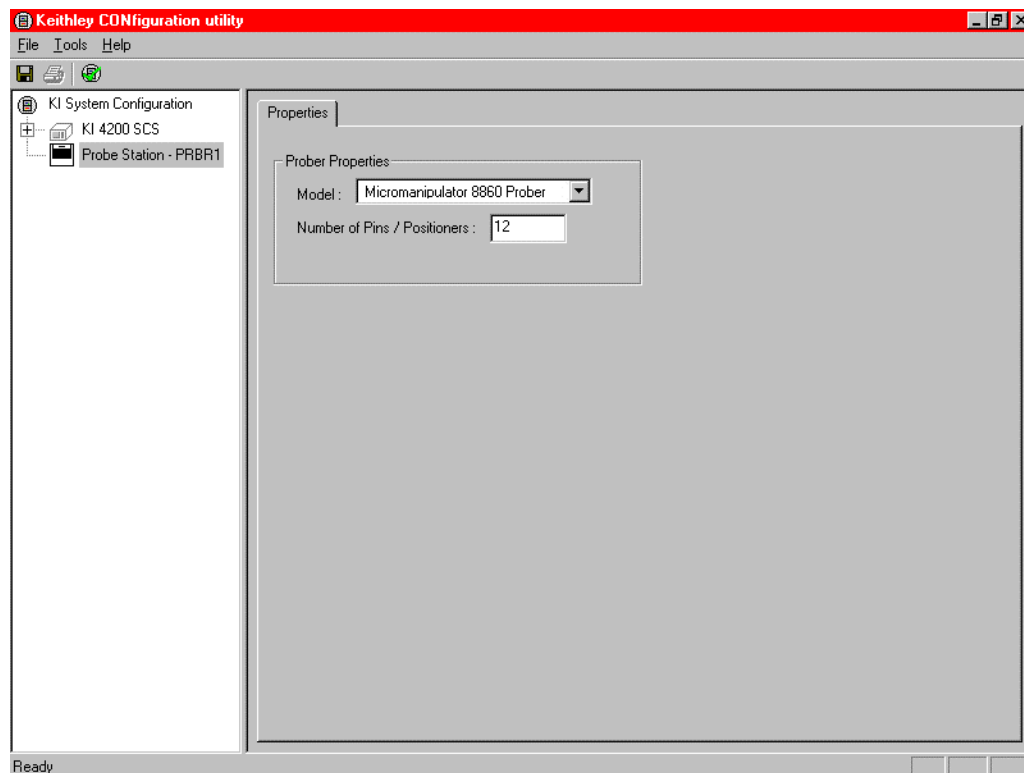 Keithley CONfiguration utility
File Tools Help
KI System Configuration
KI 4200 SCS
Probe Station - PRBR1
Properties
Prober Properties
Model : Micromanipulator 8860 Prober
Number of Pins / Positioners : 12
Ready